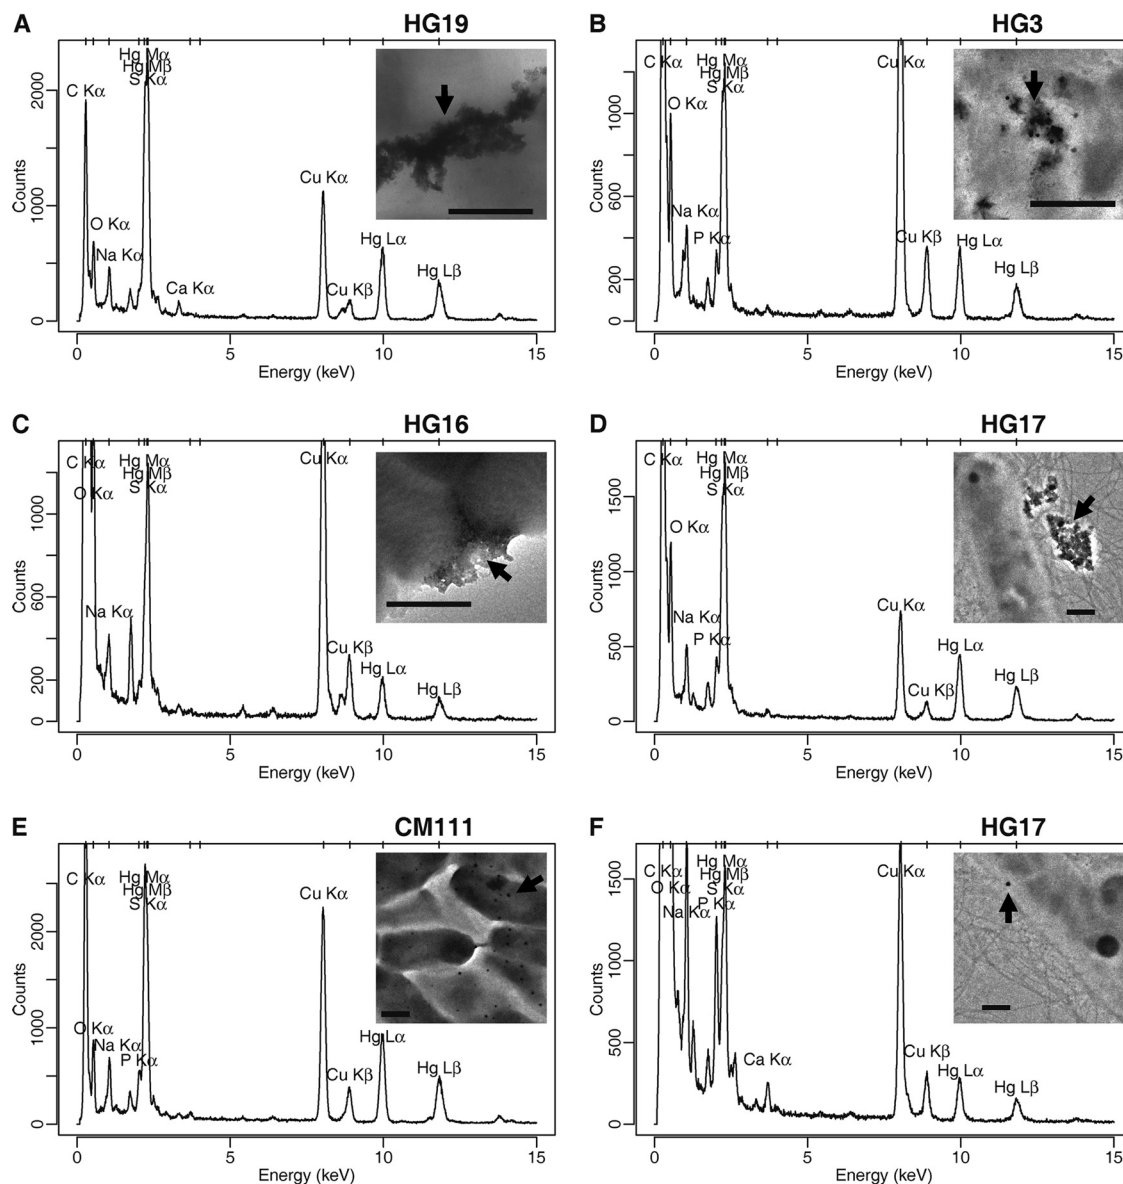 A HG19
Hg Mα
Hg Mβ
S Kα
C Kα
O Kα
Na Kα
Ca Kα
Cu Kα
Cu Kβ
Hg Lα
Hg Lβ
Counts
0 1000 2000
0 5 10 15
Energy (keV)
B HG3
C Kα
Hg Mα
Hg Mβ
S Kα
O Kα
Na Kα
P Kα
Cu Kα
Cu Kβ
Hg Lα
Hg Lβ
Counts
0 200 600 1000
0 5 10 15
Energy (keV)
C HG16
C Kα
Hg Mα
Hg Mβ
S Kα
O Kα
Na Kα
Cu Kα
Cu Kβ
Hg Lα
Hg Lβ
Counts
0 200 600 1000
0 5 10 15
Energy (keV)
D HG17
C Kα
Hg Mα
Hg Mβ
S Kα
O Kα
Na Kα
P Kα
Cu Kα
Cu Kβ
Hg Lα
Hg Lβ
Counts
0 500 1000 1500
0 5 10 15
Energy (keV)
E CM111
C Kα
Hg Mα
Hg Mβ
S Kα
O Kα
Na Kα
P Kα
Cu Kα
Cu Kβ
Hg Lα
Hg Lβ
Counts
0 1000 2000
0 5 10 15
Energy (keV)
F HG17
C Kα
Hg Mα
Hg Mβ
O Kα
S Kα
P Kα
Na Kα
Ca Kα
Cu Kα
Cu Kβ
Hg Lα
Hg Lβ
Counts
0 500 1000 1500
0 5 10 15
Energy (keV)